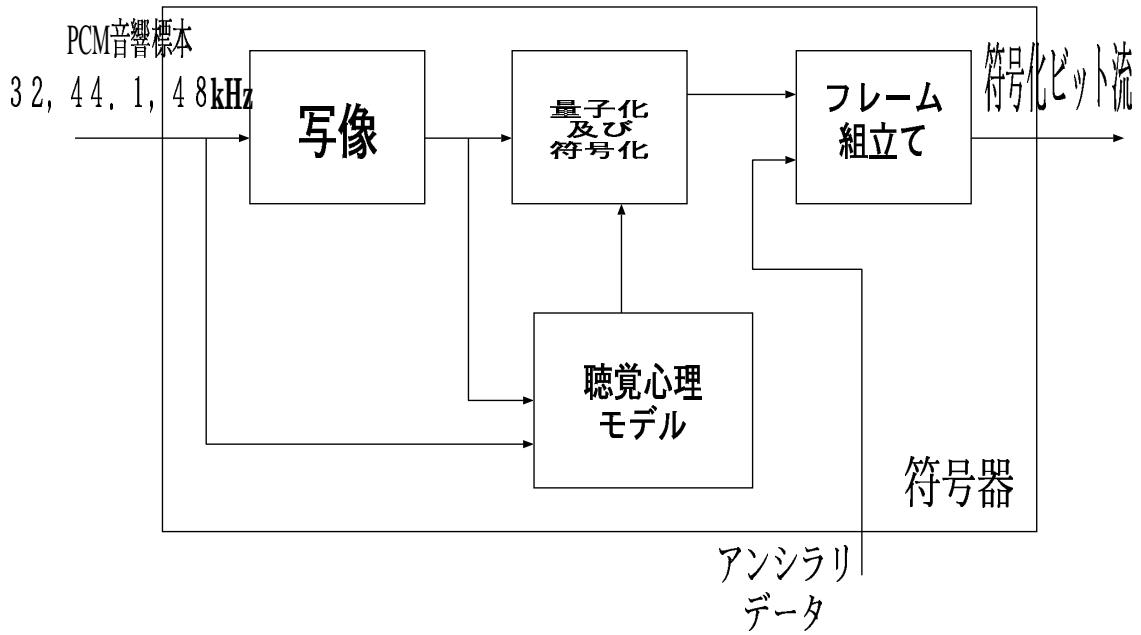 PCM音響標本
３２，４４．１，４８kHz
写像
量子化
及び
符号化
フレーム
組立て
符号化ビット流
聴覚心理
モデル
符号器
アンシラリ
データ